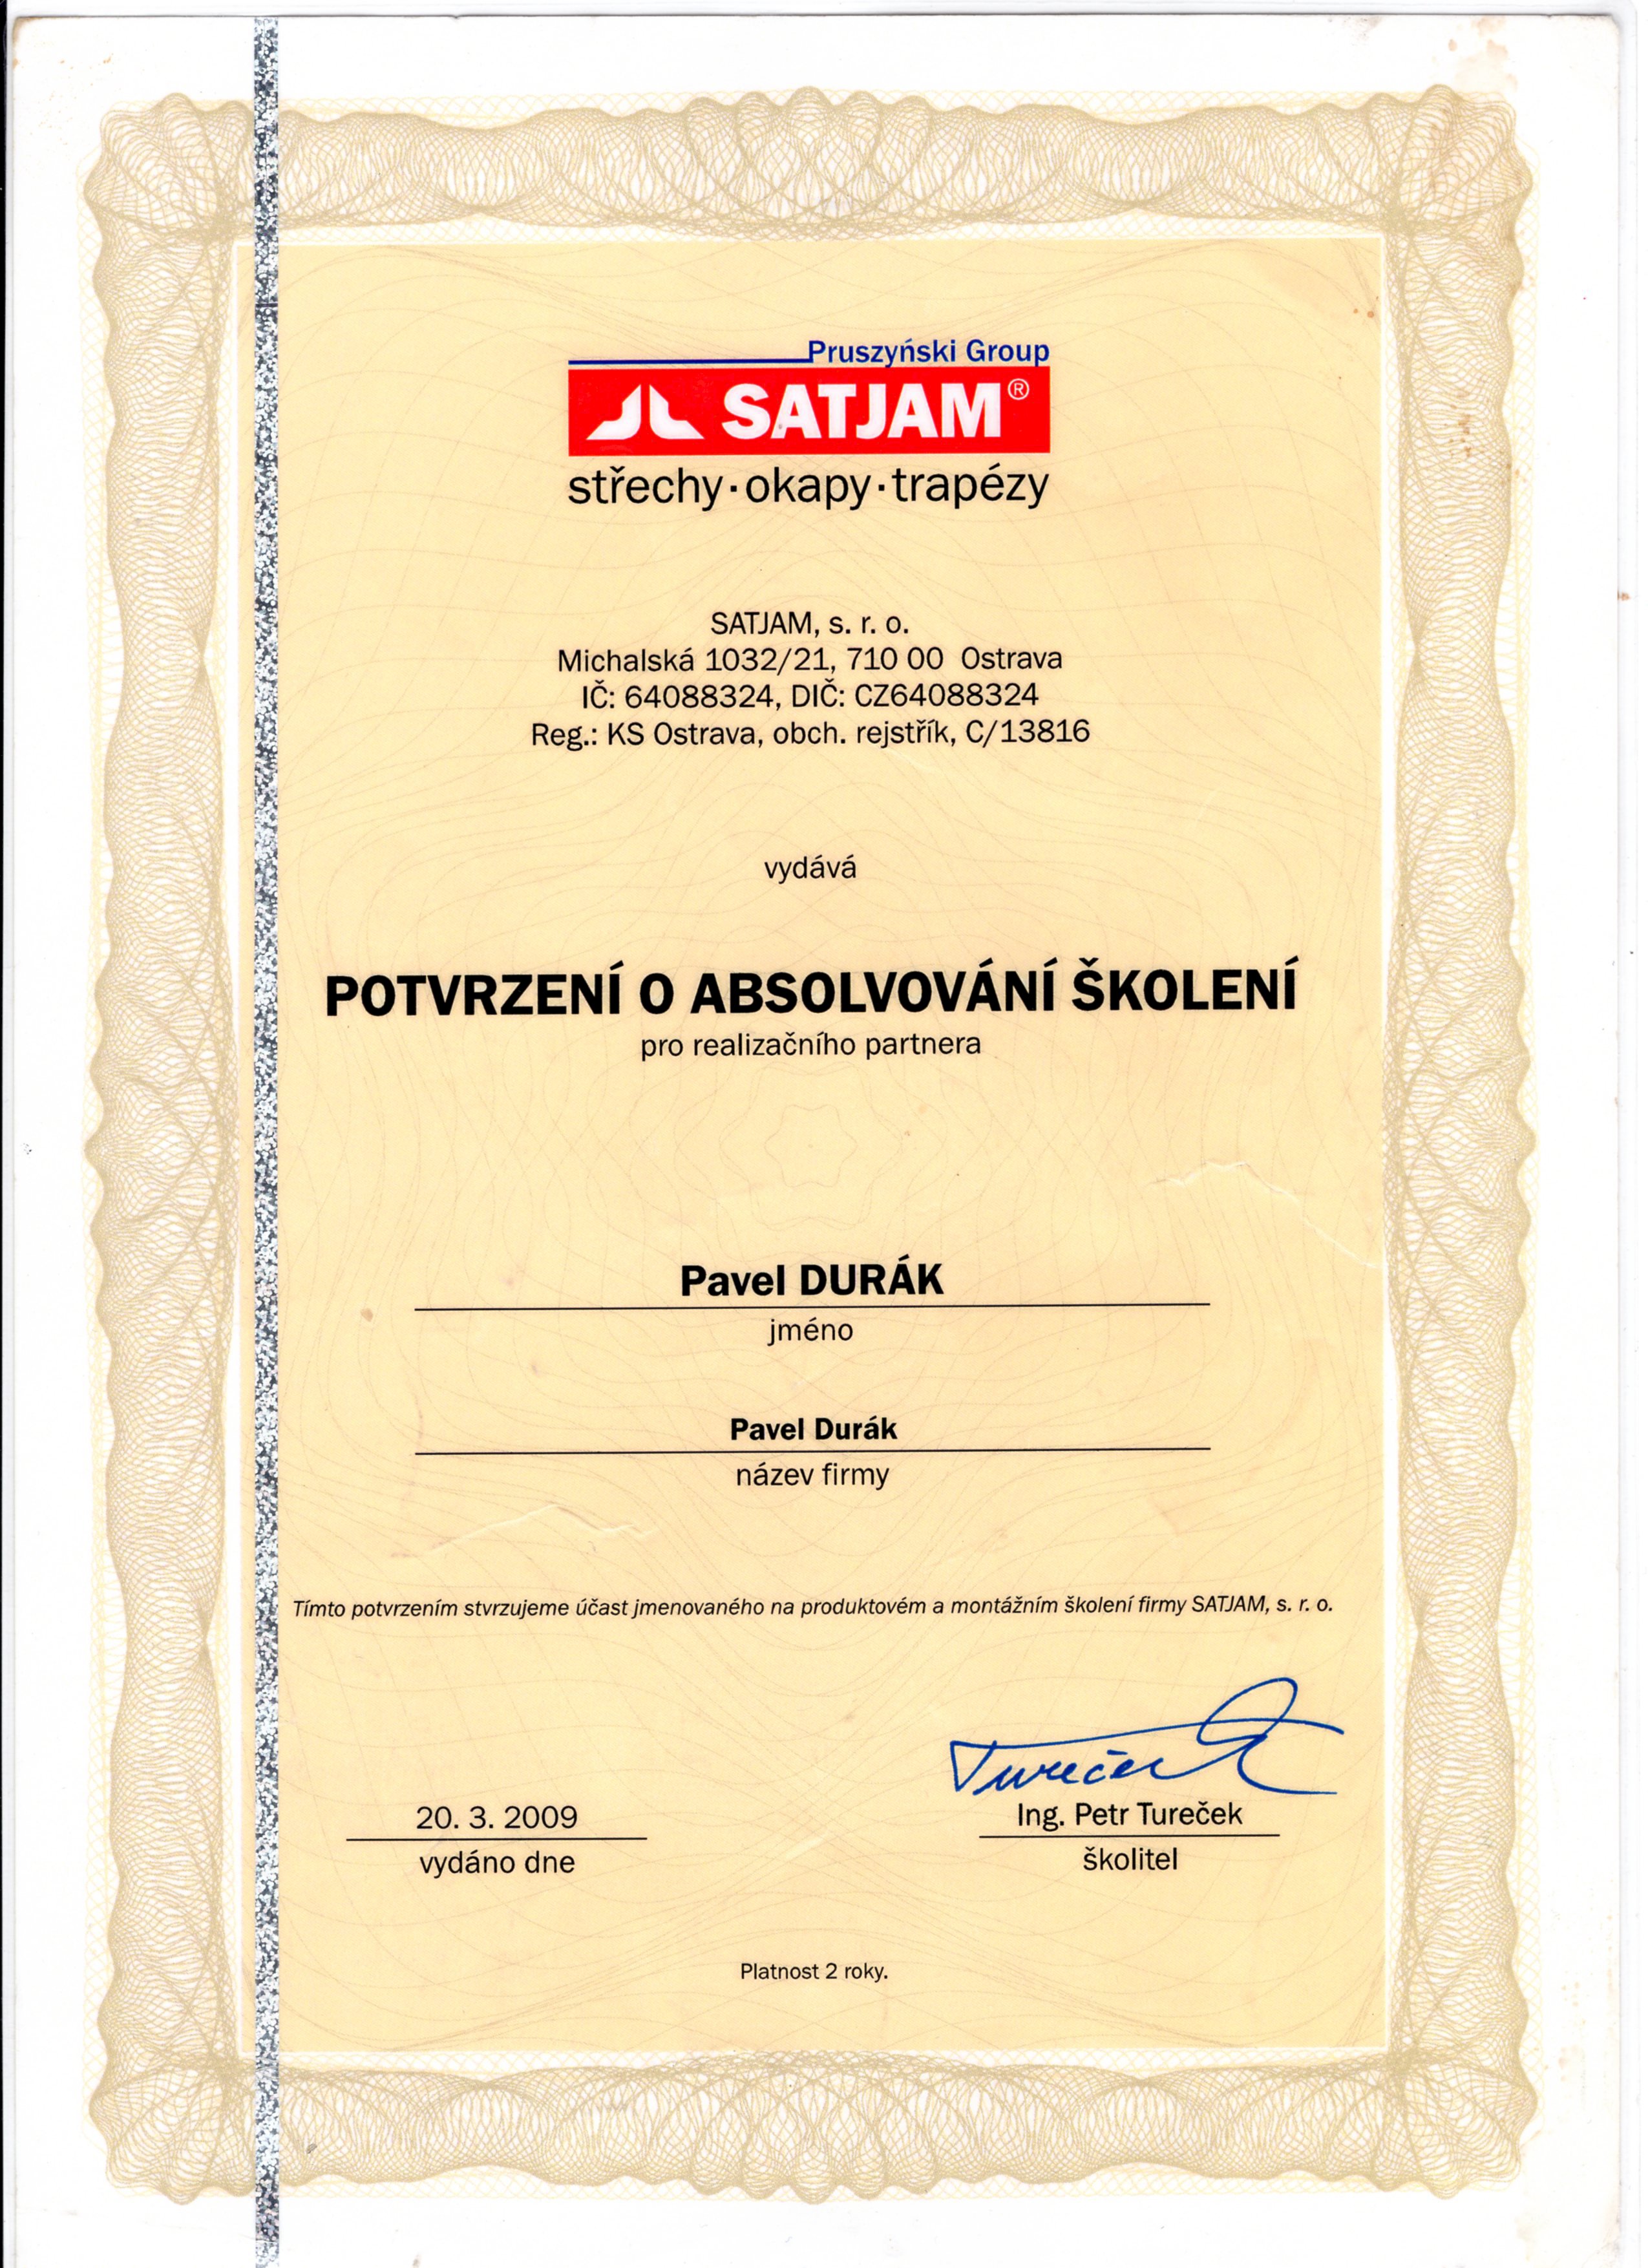 Pruszyński Group
SATJAM®
střechy·okapy·trapézy
SATJAM, s. r. o.
Michalská 1032/21, 710 00 Ostrava
IČ: 64088324, DIČ: CZ64088324
Reg.: KS Ostrava, obch. rejstřík, C/13816
vydává
POTVRZENÍ O ABSOLVOVÁNÍ ŠKOLENÍ
pro realizačního partnera
Pavel DURÁK
jméno
Pavel Durák
název firmy
Tímto potvrzením stvrzujeme účast jmenovaného na produktovém a montážním školení firmy SATJAM, s. r. o.
Tureček
20. 3. 2009
vydáno dne
Ing. Petr Tureček
školitel
Platnost 2 roky.